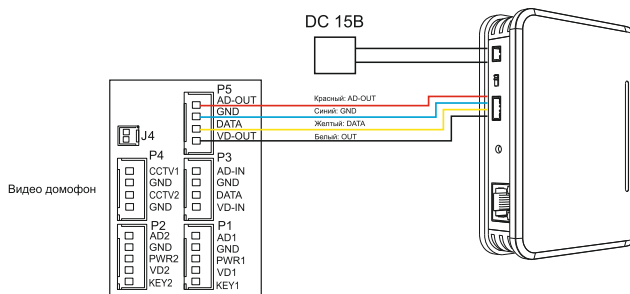 DC 15В
P5
AD-OUT
GND
DATA
VD-OUT
Красный: AD-OUT
Синий: GND
Желтый: DATA
Белый: OUT
J4
P4
CCTV1
GND
CCTV2
GND
P3
AD-IN
GND
DATA
VD-IN
Видео домофон
P2
AD2
GND
PWR2
VD2
KEY2
P1
AD1
GND
PWR1
VD1
KEY1